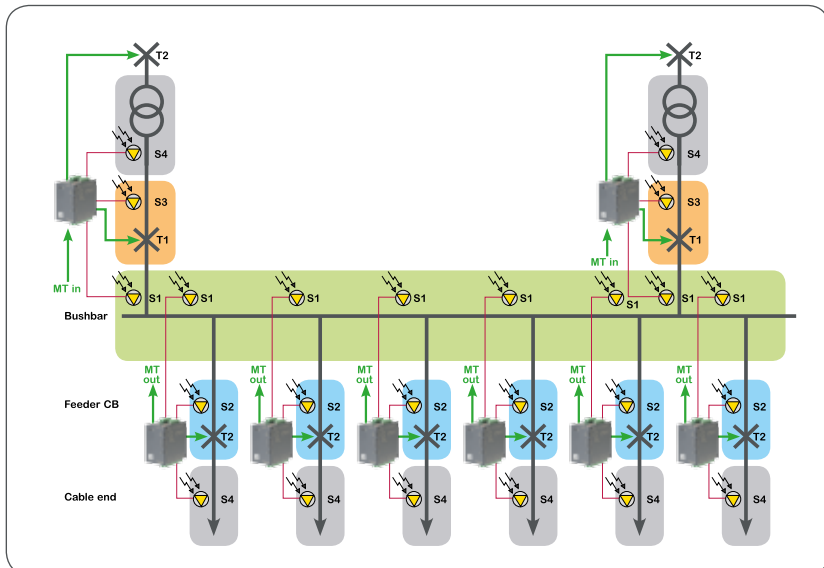 T2
T2
S4
S4
S3
S3
T1
T1
MT in
MT in
S1
S1
S1
S1
S1
S1
S1
S1
Bushbar
MT
out
MT
out
MT
out
MT
out
MT
out
MT
out
Feeder CB
S2
S2
S2
S2
S2
S2
T2
T2
T2
T2
T2
T2
Cable end
S4
S4
S4
S4
S4
S4